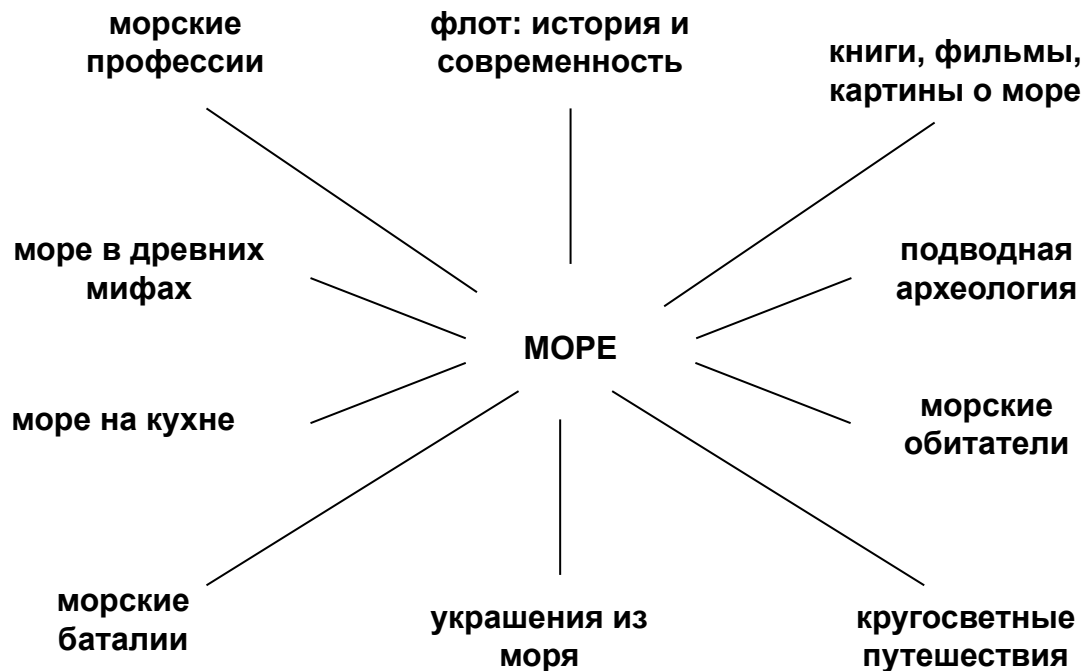 морские
профессии
флот: история и
современность
книги, фильмы,
картины о море
море в древних
мифах
подводная
археология
МОРЕ
море на кухне
морские
обитатели
морские
баталии
украшения из
моря
кругосветные
путешествия